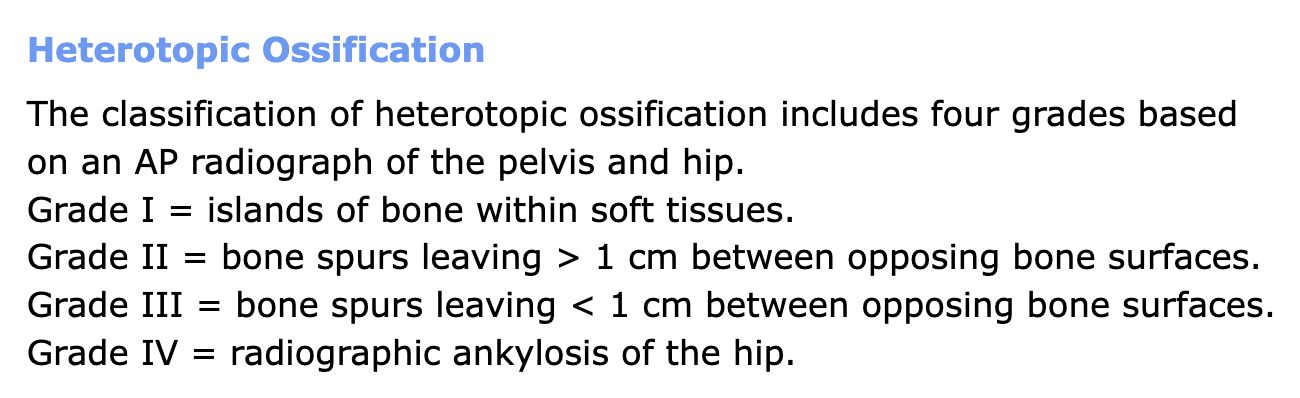 Heterotopic Ossification
The classification of heterotopic ossification includes four grades based
on an AP radiograph of the pelvis and hip.
Grade I = islands of bone within soft tissues.
Grade II = bone spurs leaving > 1 cm between opposing bone surfaces.
Grade III = bone spurs leaving < 1 cm between opposing bone surfaces.
Grade IV = radiographic ankylosis of the hip.